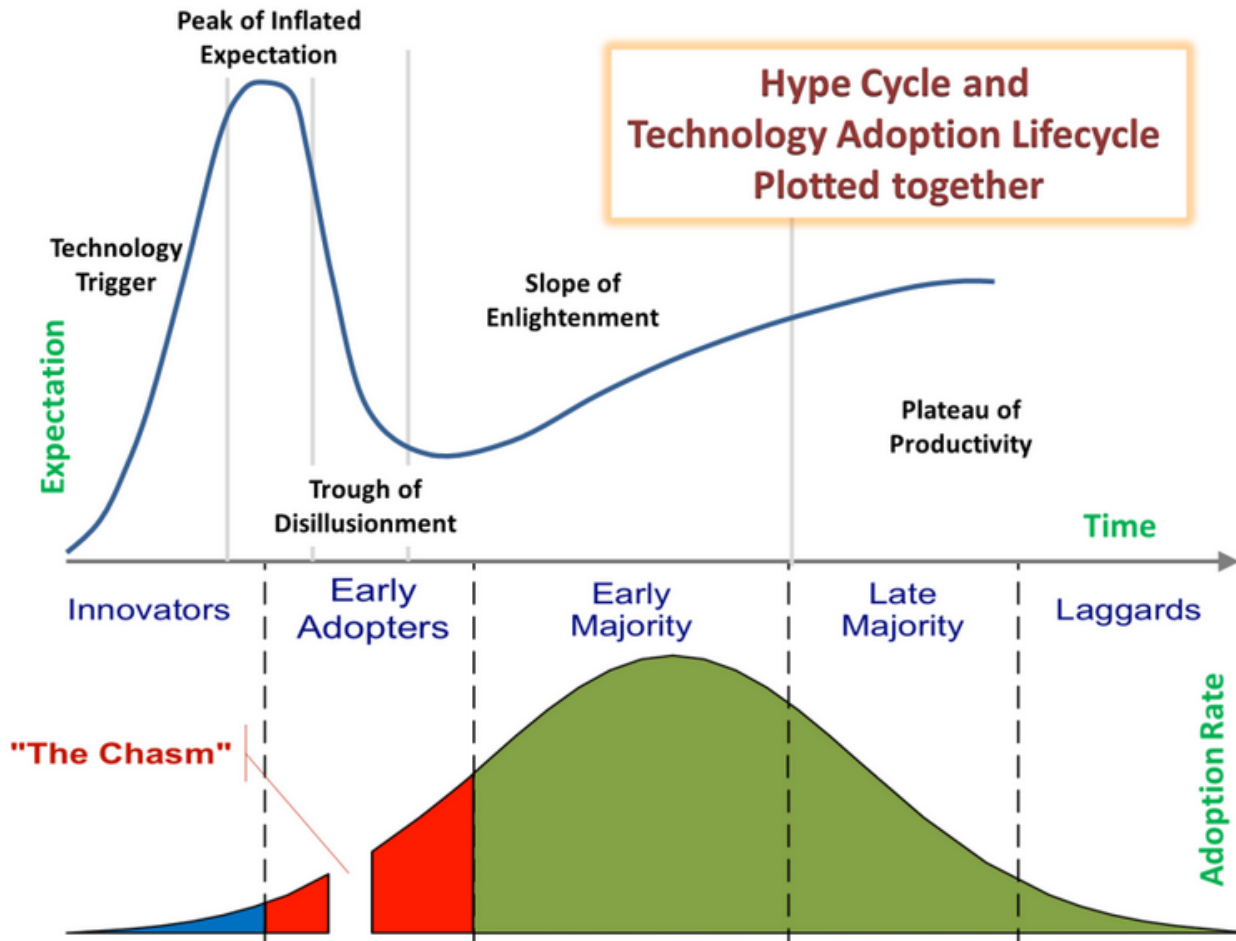 Peak of Inflated
Expectation
Hype Cycle and
Technology Adoption Lifecycle
Plotted together
Technology
Trigger
Slope of
Enlightenment
Expectation
Plateau of
Productivity
Trough of
Disillusionment
Time
Innovators
Early
Adopters
Early
Majority
Late
Majority
Laggards
"The Chasm"
Adoption Rate